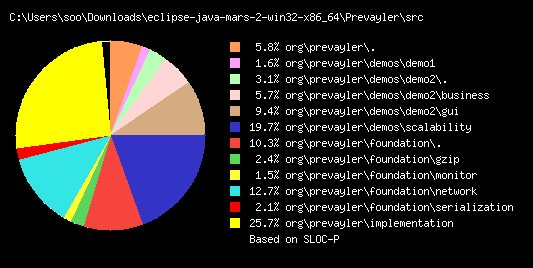 C:\Users\soo\Downloads\eclipse-java-mars-2-win32-x86_64\Prevayler\src
5.8% org\prevayler\.
1.6% org\prevayler\demos\demo1
3.1% org\prevayler\demos\demo2\.
5.7% org\prevayler\demos\demo2\business
9.4% org\prevayler\demos\demo2\gui
19.7% org\prevayler\demos\scalability
10.3% org\prevayler\foundation\.
2.4% org\prevayler\foundation\gzip
1.5% org\prevayler\foundation\monitor
12.7% org\prevayler\foundation\network
2.1% org\prevayler\foundation\serialization
25.7% org\prevayler\implementation
Based on SLOC-P